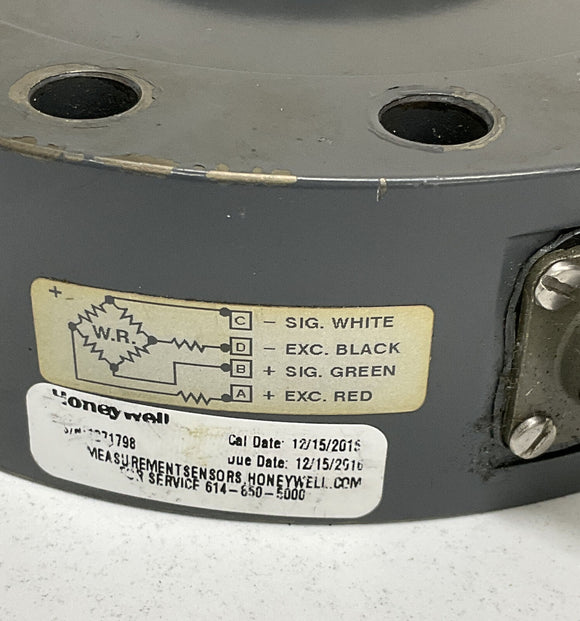 +
W.R.
C - SIG. WHITE
D - EXC. BLACK
B + SIG. GREEN
A + EXC. RED
Honeywell
Cal Date: 12/15/2015
Due Date: 12/15/2016
MEASUREMENTSENSORS.HONEYWELL.COM
SERVICE 614-850-5000